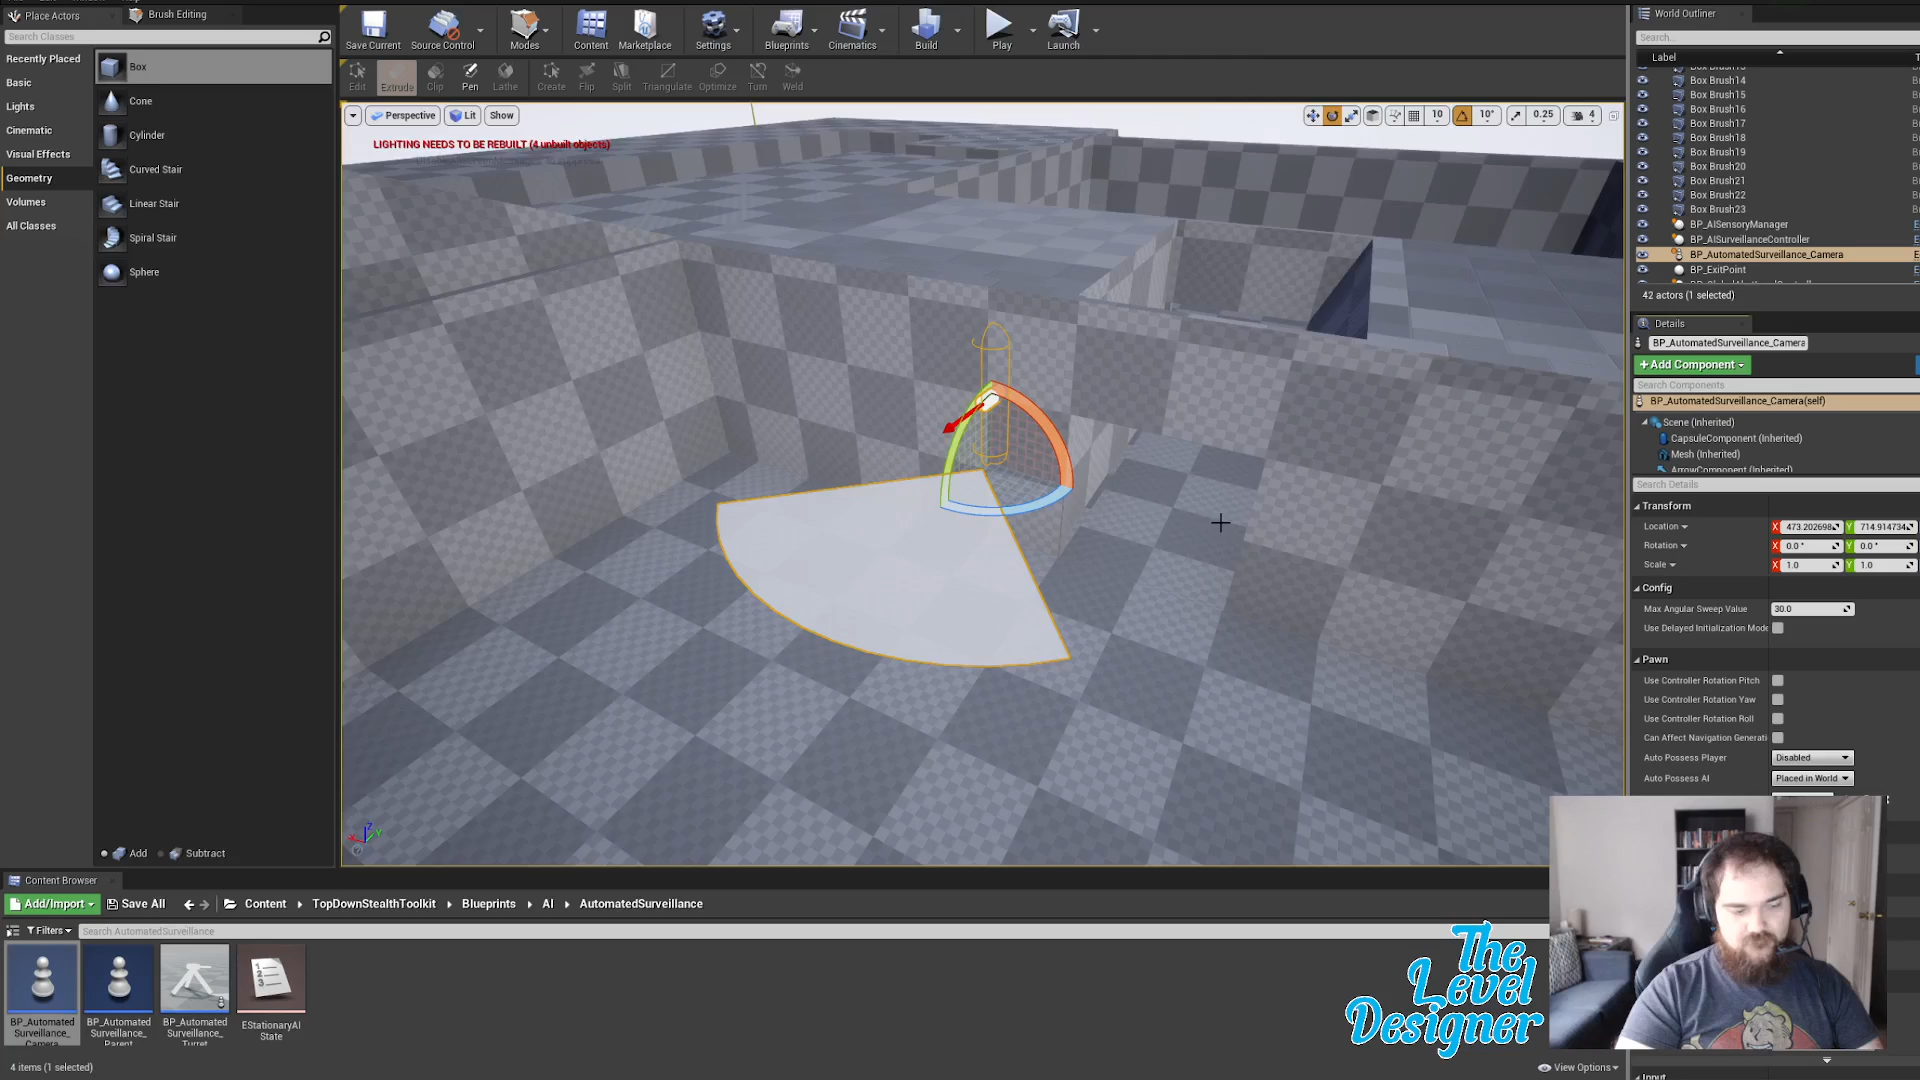 Place Actors
Brush Editing
Search Classes
Recently Placed
Basic
Lights
Cinematic
Visual Effects
Geometry
Volumes
All Classes
Box
Cone
Cylinder
Curved Stair
Linear Stair
Spiral Stair
Sphere
Add
Subtract
Save Current
Source Control
Modes
Content
Marketplace
Settings
Blueprints
Cinematics
Build
Play
Launch
Edit
Extrude
Clip
Pen
Lathe
Create
Flip
Split
Triangulate
Optimize
Turn
Weld
Perspective
Lit
Show
10
10°
0.25
4
LIGHTING NEEDS TO BE REBUILT (4 unbuilt objects)
World Outliner
Search...
Label
Box Brush14
Box Brush15
Box Brush16
Box Brush17
Box Brush18
Box Brush19
Box Brush20
Box Brush21
Box Brush22
Box Brush23
BP_AISensoryManager
BP_AISurveillanceController
BP_AutomatedSurveillance_Camera
BP_ExitPoint
42 actors (1 selected)
Details
BP_AutomatedSurveillance_Camera
+Add Component
Search Components
BP_AutomatedSurveillance_Camera(self)
Scene (Inherited)
CapsuleComponent (Inherited)
Mesh (Inherited)
ArrowComponent (Inherited)
Search Details
Transform
Location X 473.202698 Y 714.914734
Rotation X 0.0° Y 0.0°
Scale X 1.0 Y 1.0
Config
Max Angular Sweep Value 30.0
Use Delayed Initialization Mode
Pawn
Use Controller Rotation Pitch
Use Controller Rotation Yaw
Use Controller Rotation Roll
Can Affect Navigation Generati
Auto Possess Player Disabled
Auto Possess AI Placed in World
Input
Content Browser
Add/Import
Save All
Content
TopDownStealthToolkit
Blueprints
AI
AutomatedSurveillance
Filters
Search AutomatedSurveillance
BP_Automated
Surveillance_
Camera
BP_Automated
Surveillance_
Parent
BP_Automated
Surveillance_
Turret
EStationaryAI
State
4 items (1 selected)
View Options
The
Level
Designer